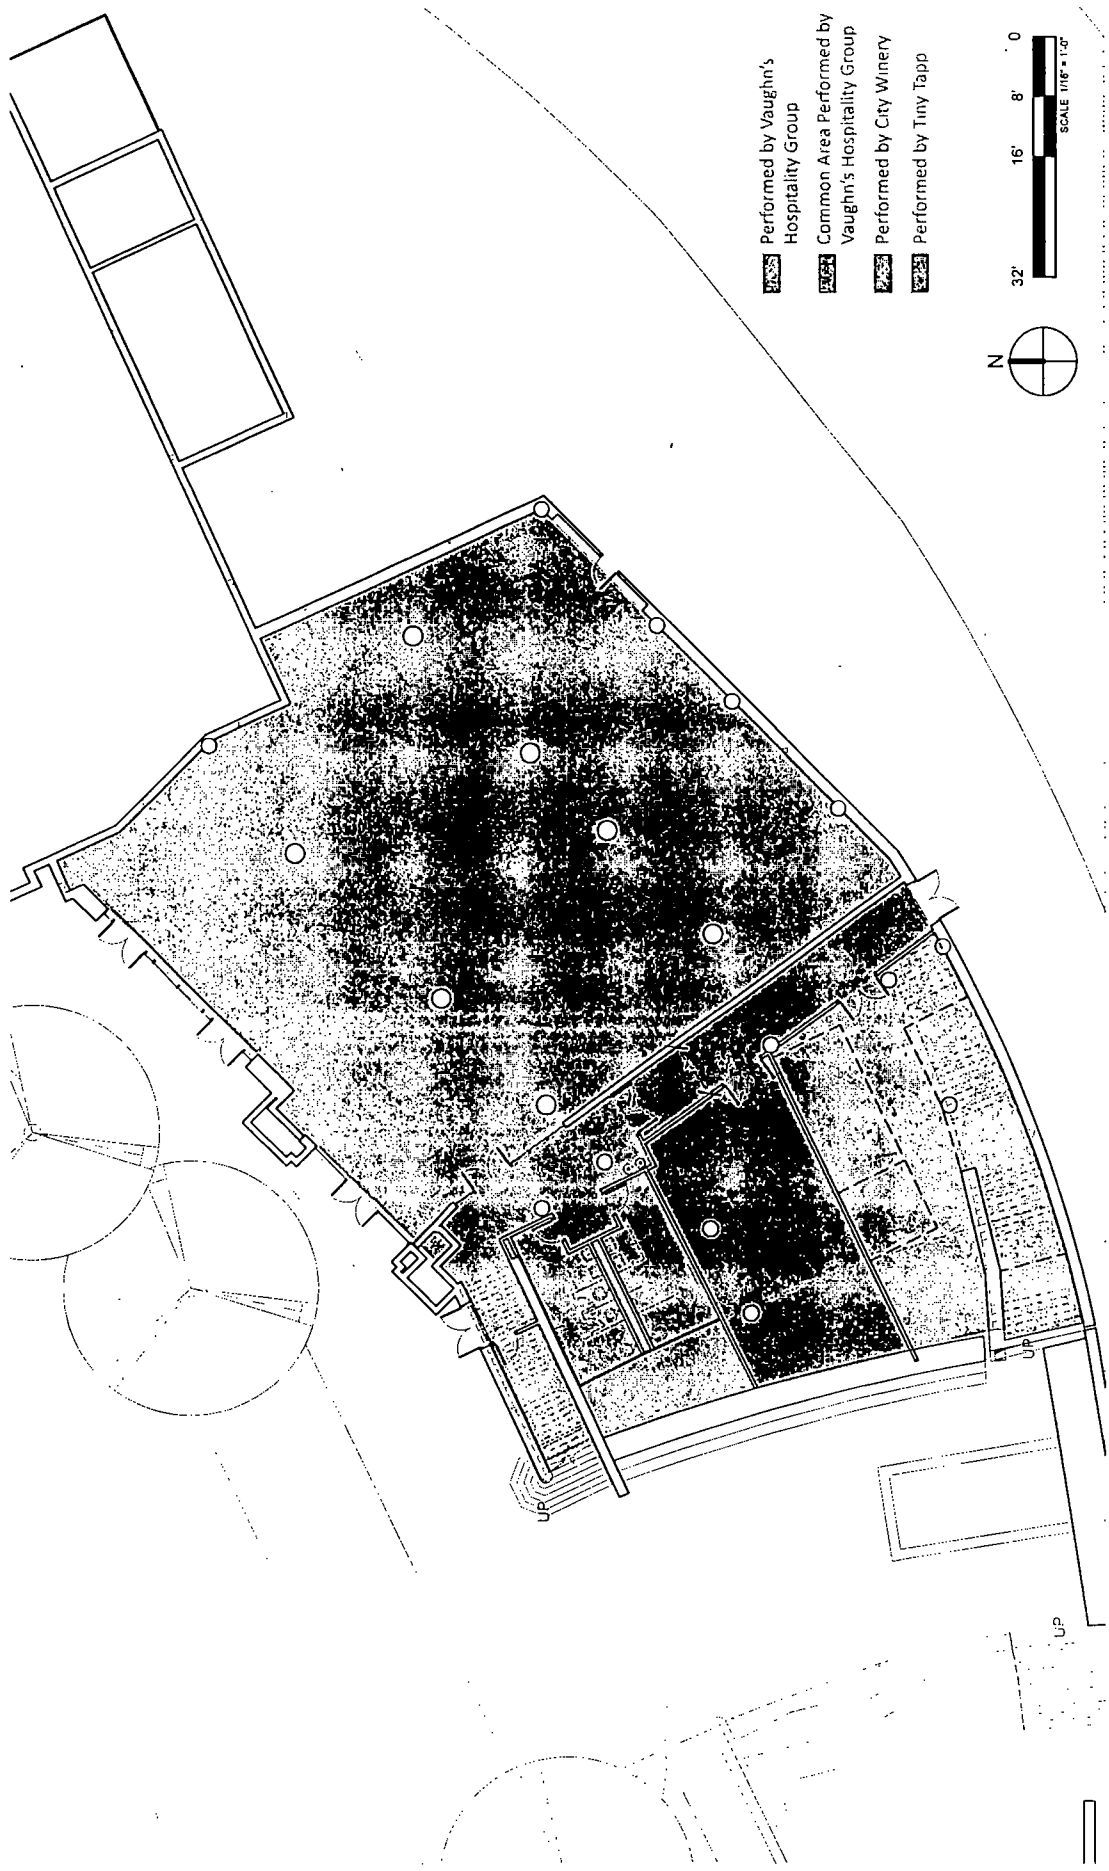 Performed by Vaughn's
Hospitality Group
Common Area Performed by
Vaughn's Hospitality Group
Performed by City Winery
Performed by Tiny Tapp
32'
16'
8'
0
SCALE 1/16" = 1'-0"
N
UP
UP
UP